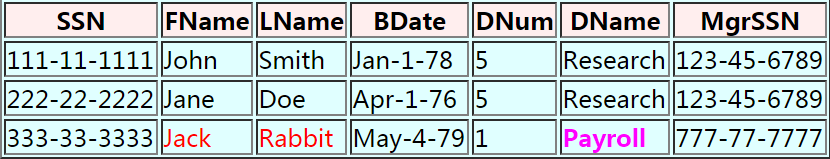 SSN FName LName BDate DNum DName MgrSSN
111-11-1111 John Smith Jan-1-78 5 Research 123-45-6789
222-22-2222 Jane Doe Apr-1-76 5 Research 123-45-6789
333-33-3333 Jack Rabbit May-4-79 1 Payroll 777-77-7777